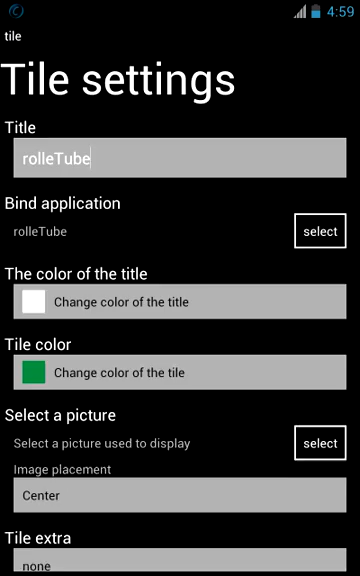 4:59
tile
Tile settings
Title
rolleTube
Bind application
rolleTube
select
The color of the title
Change color of the title
Tile color
Change color of the tile
Select a picture
Select a picture used to display
select
Image placement
Center
Tile extra
none